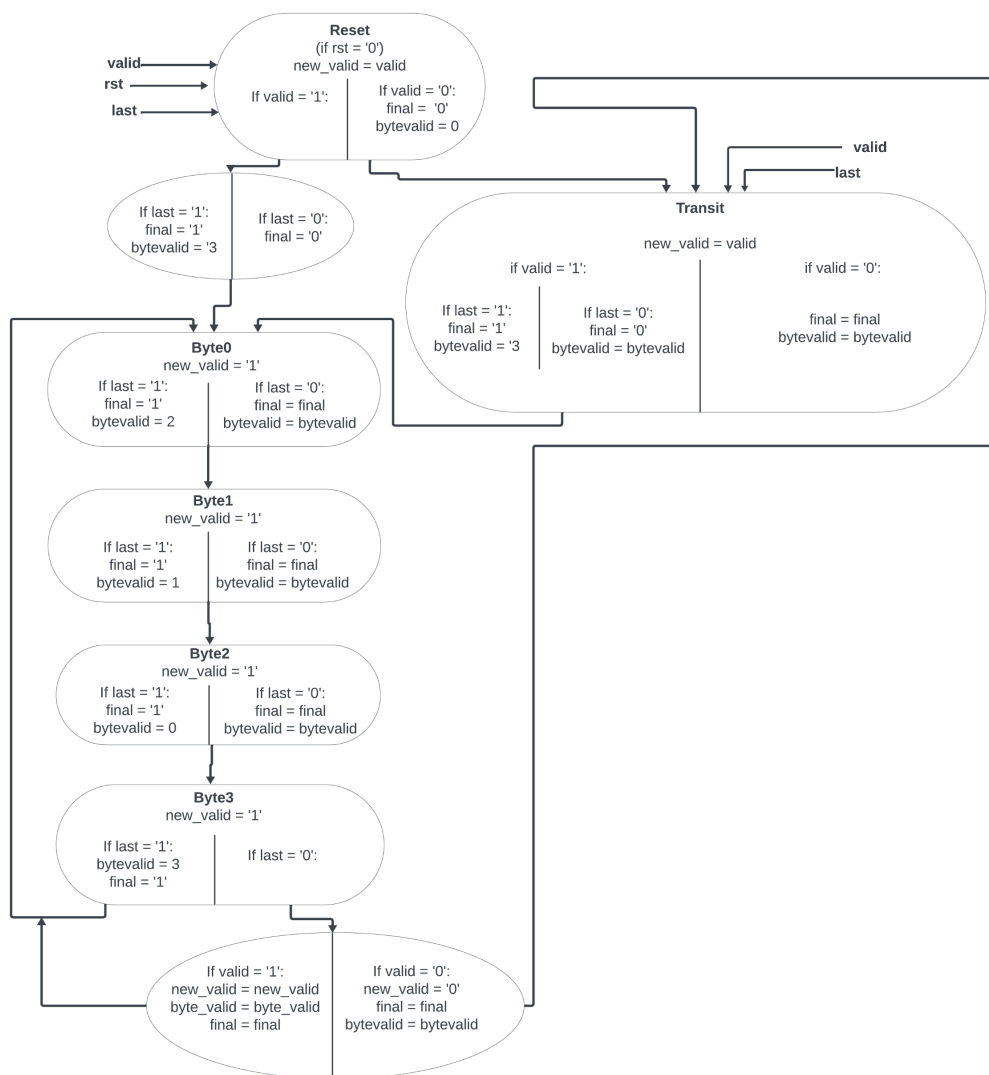 Reset
(if rst = '0')
new_valid = valid
If valid = '1':
If valid = '0':
final =  '0'
bytevalid = 0
valid
rst
last
If last = '1':
final = '1'
bytevalid = '3
If last = '0':
final = '0'
valid
last
Transit
new_valid = valid
if valid = '1':
If last = '1':
final = '1'
bytevalid = '3
If last = '0':
final = '0'
bytevalid = bytevalid
if valid = '0':
final = final
bytevalid = bytevalid
Byte0
new_valid = '1'
If last = '1':
final = '1'
bytevalid = 2
If last = '0':
final = final
bytevalid = bytevalid
Byte1
new_valid = '1'
If last = '1':
final = '1'
bytevalid = 1
If last = '0':
final = final
bytevalid = bytevalid
Byte2
new_valid = '1'
If last = '1':
final = '1'
bytevalid = 0
If last = '0':
final = final
bytevalid = bytevalid
Byte3
new_valid = '1'
If last = '1':
bytevalid = 3
final = '1'
If last = '0':
If valid = '1':
new_valid = new_valid
byte_valid = byte_valid
final = final
If valid = '0':
new_valid = '0'
final = final
bytevalid = bytevalid